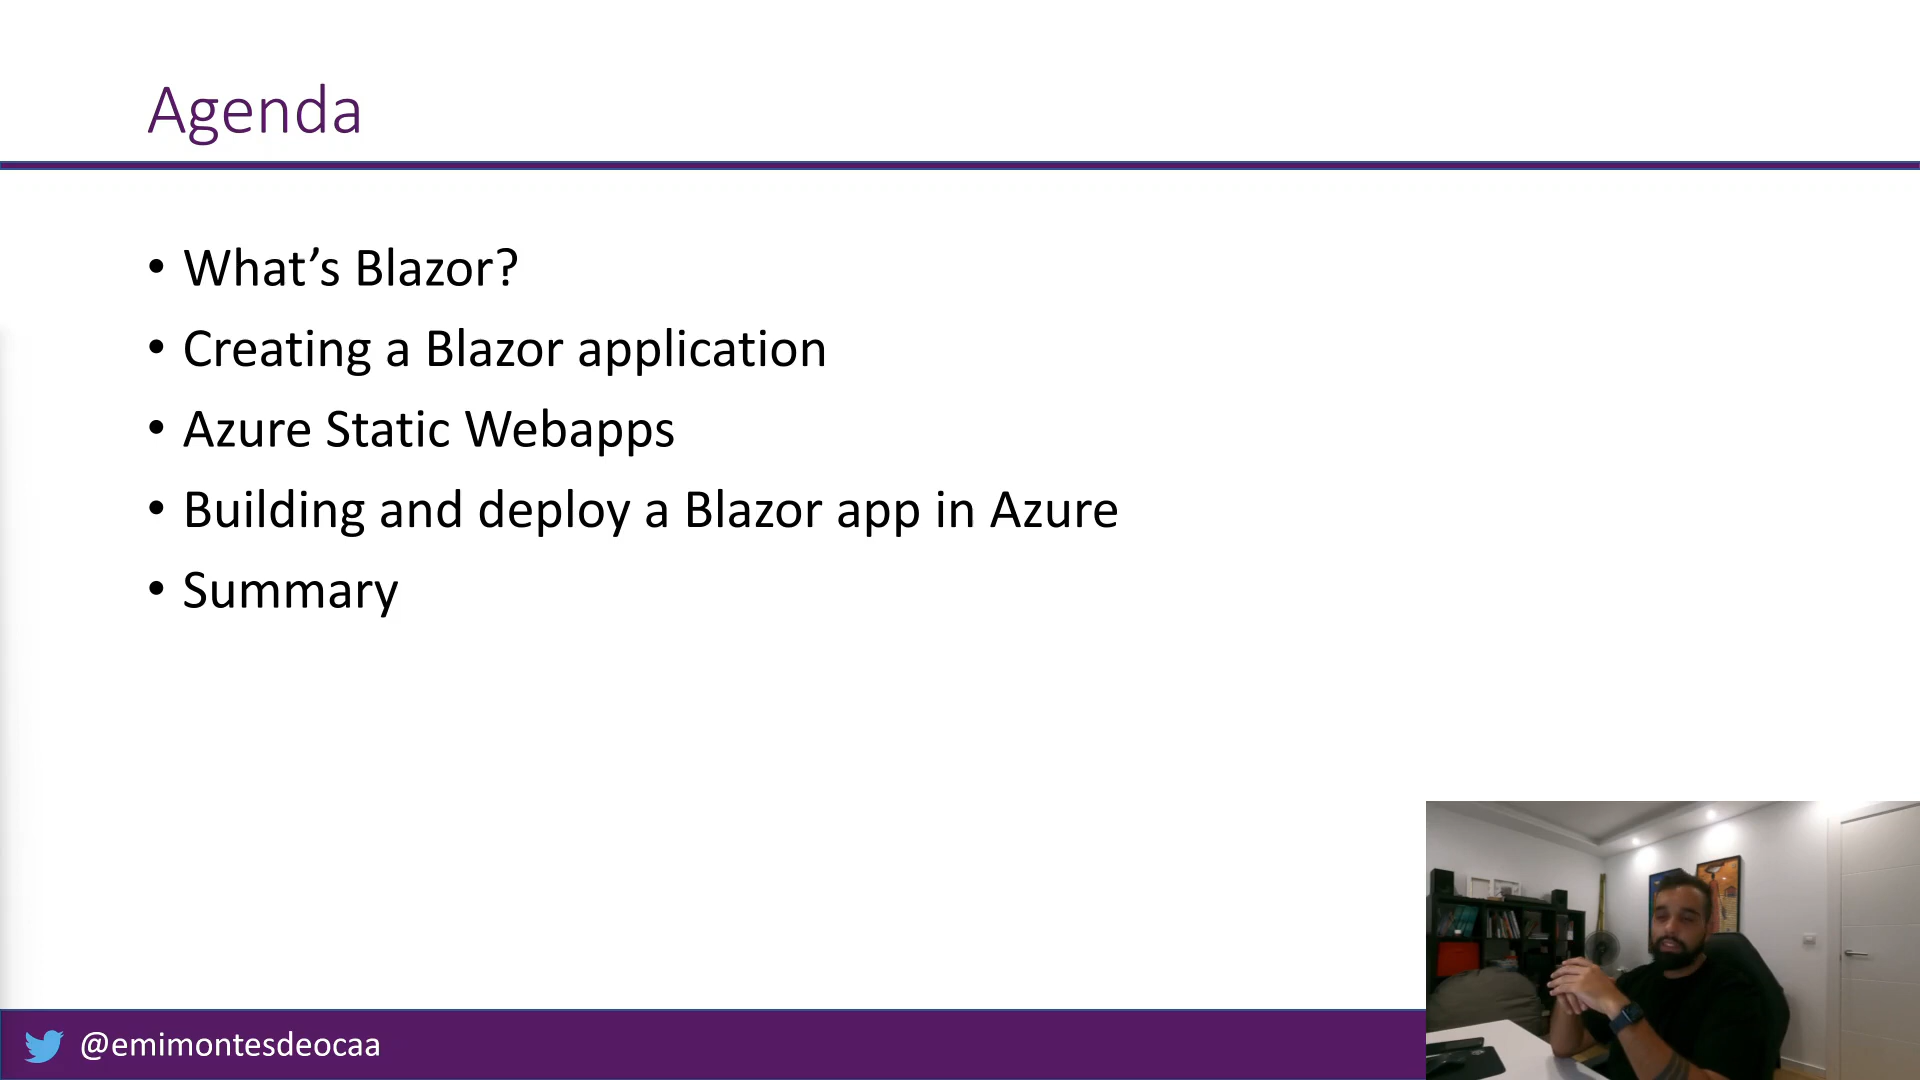 Agenda
• What’s Blazor?
• Creating a Blazor application
• Azure Static Webapps
• Building and deploy a Blazor app in Azure
• Summary
@emimontesdeocaa